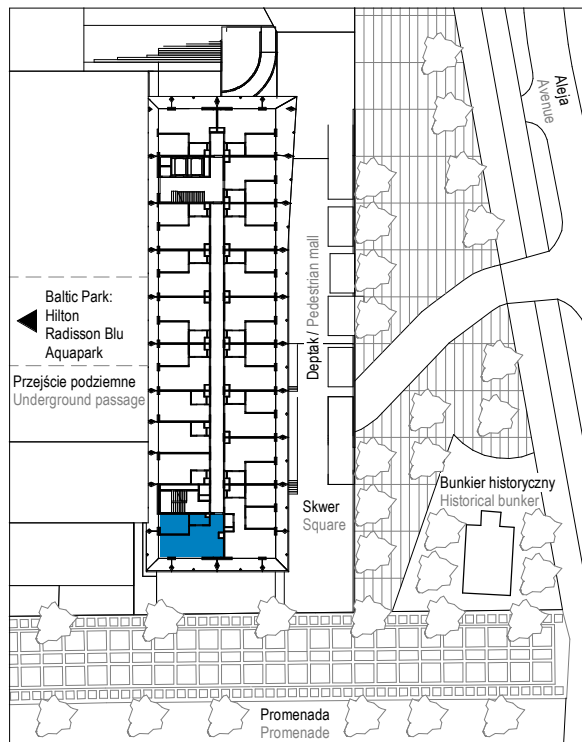 Aleja
Avenue
Baltic Park:
Hilton
Radisson Blu
Aquapark
Przejście podziemne
Underground passage
Deptak / Pedestrian mall
Bunkier historyczny
Historical bunker
Skwer
Square
Promenada
Promenade